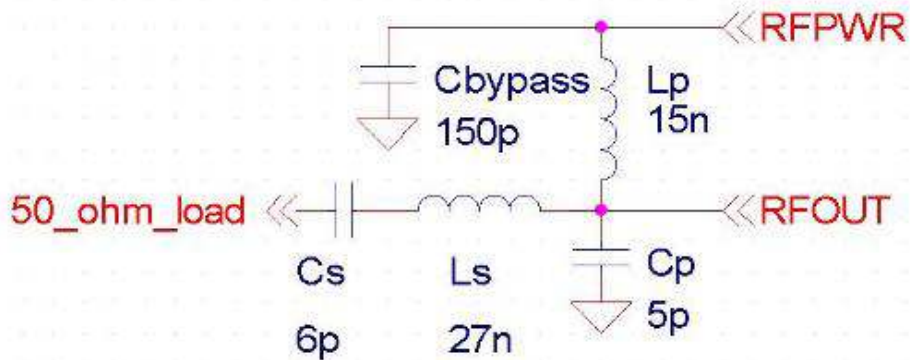 RFPWR
Cbypass
150p
Lp
15n
50_ohm_load
RFOUT
Cs
6p
Ls
27n
Cp
5p